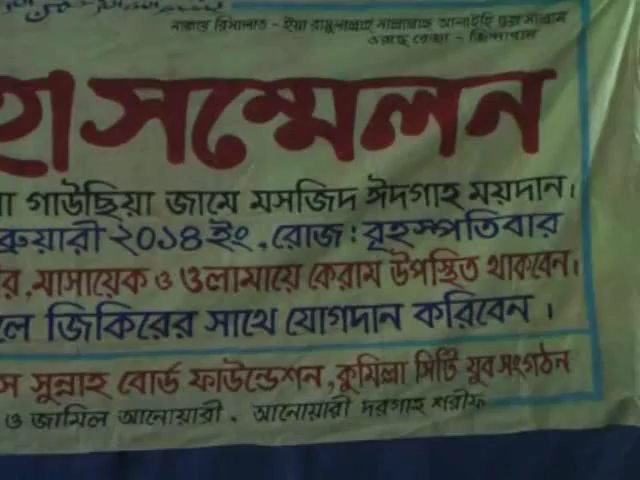 নারায়ে রিসালাত - ইয়া রাসুলাল্লাহ সাল্লাল্লাহু আলাইহি ওয়া সাল্লাম
জিন্দাবাদ
হাসম্মেলন
গাউছিয়া জামে মসজিদ ঈদগাহ ময়দান।
ব্রুয়ারী ২০১৪ ইং, রোজ : বৃহস্পতিবার
র, মাসায়েক ও ওলামায়ে কেরাম উপস্থিত থাকবেন।
লে জিকিরের সাথে যোগদান করিবেন ।
স সুন্নাহ বোর্ড ফাউন্ডেশন, কুমিল্লা সিটি যুব সংগঠন
ও জামিল আনোয়ারী . আনোয়ারী দরগাহ শরীফ